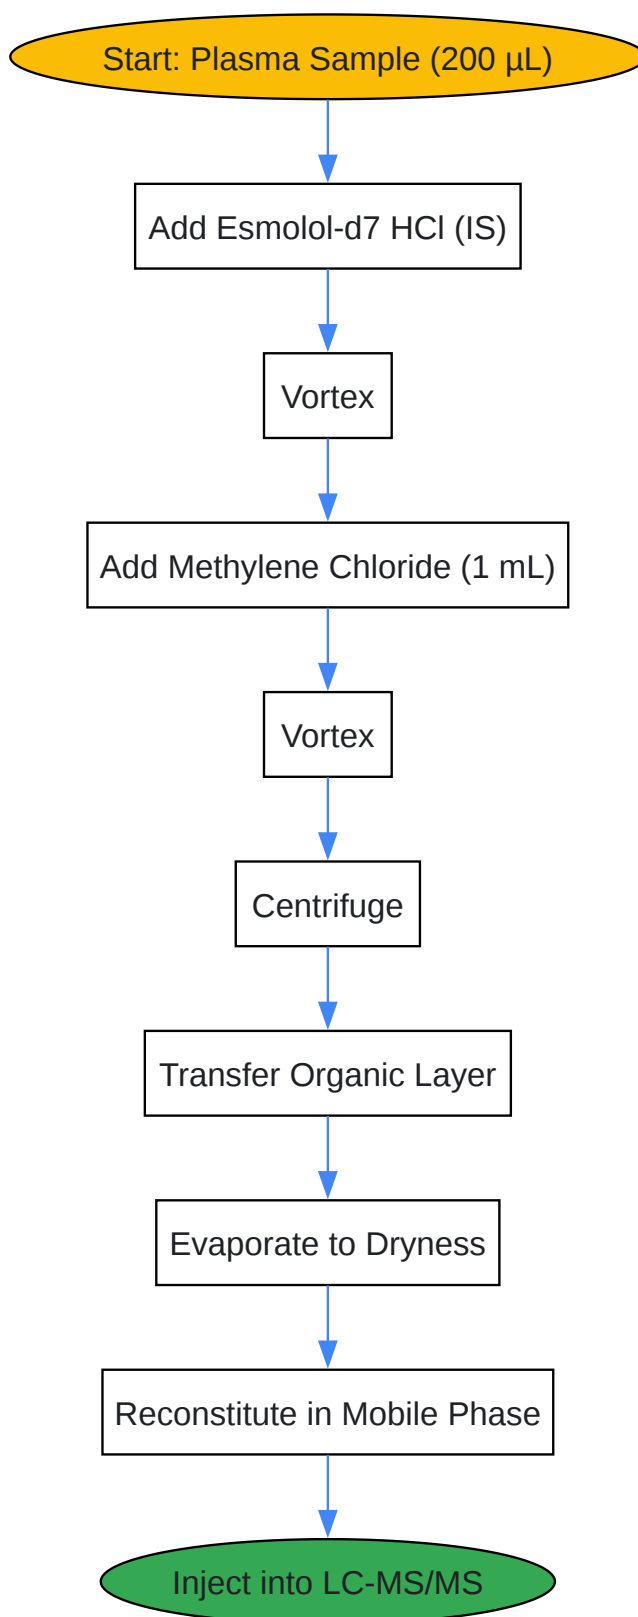 Start: Plasma Sample (200 µL)
Add Esmolol-d7 HCl (IS)
Vortex
Add Methylene Chloride (1 mL)
Vortex
Centrifuge
Transfer Organic Layer
Evaporate to Dryness
Reconstitute in Mobile Phase
Inject into LC-MS/MS